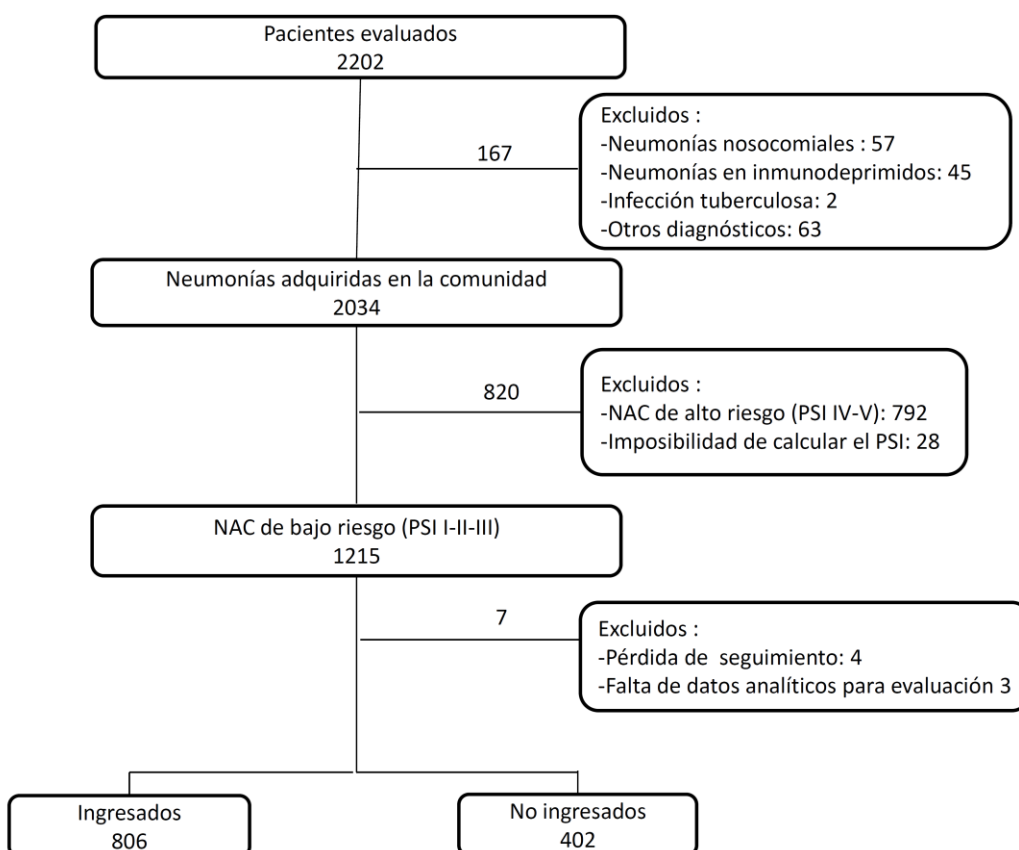 Pacientes evaluados
2202
167
Excluidos :
-Neumonías nosocomiales : 57
-Neumonías en inmunodeprimidos: 45
-Infección tuberculosa: 2
-Otros diagnósticos: 63
Neumonías adquiridas en la comunidad
2034
820
Excluidos :
-NAC de alto riesgo (PSI IV-V): 792
-Imposibilidad de calcular el PSI: 28
NAC de bajo riesgo (PSI I-II-III)
1215
7
Excluidos :
-Pérdida de seguimiento: 4
-Falta de datos analíticos para evaluación 3
Ingresados
806
No ingresados
402